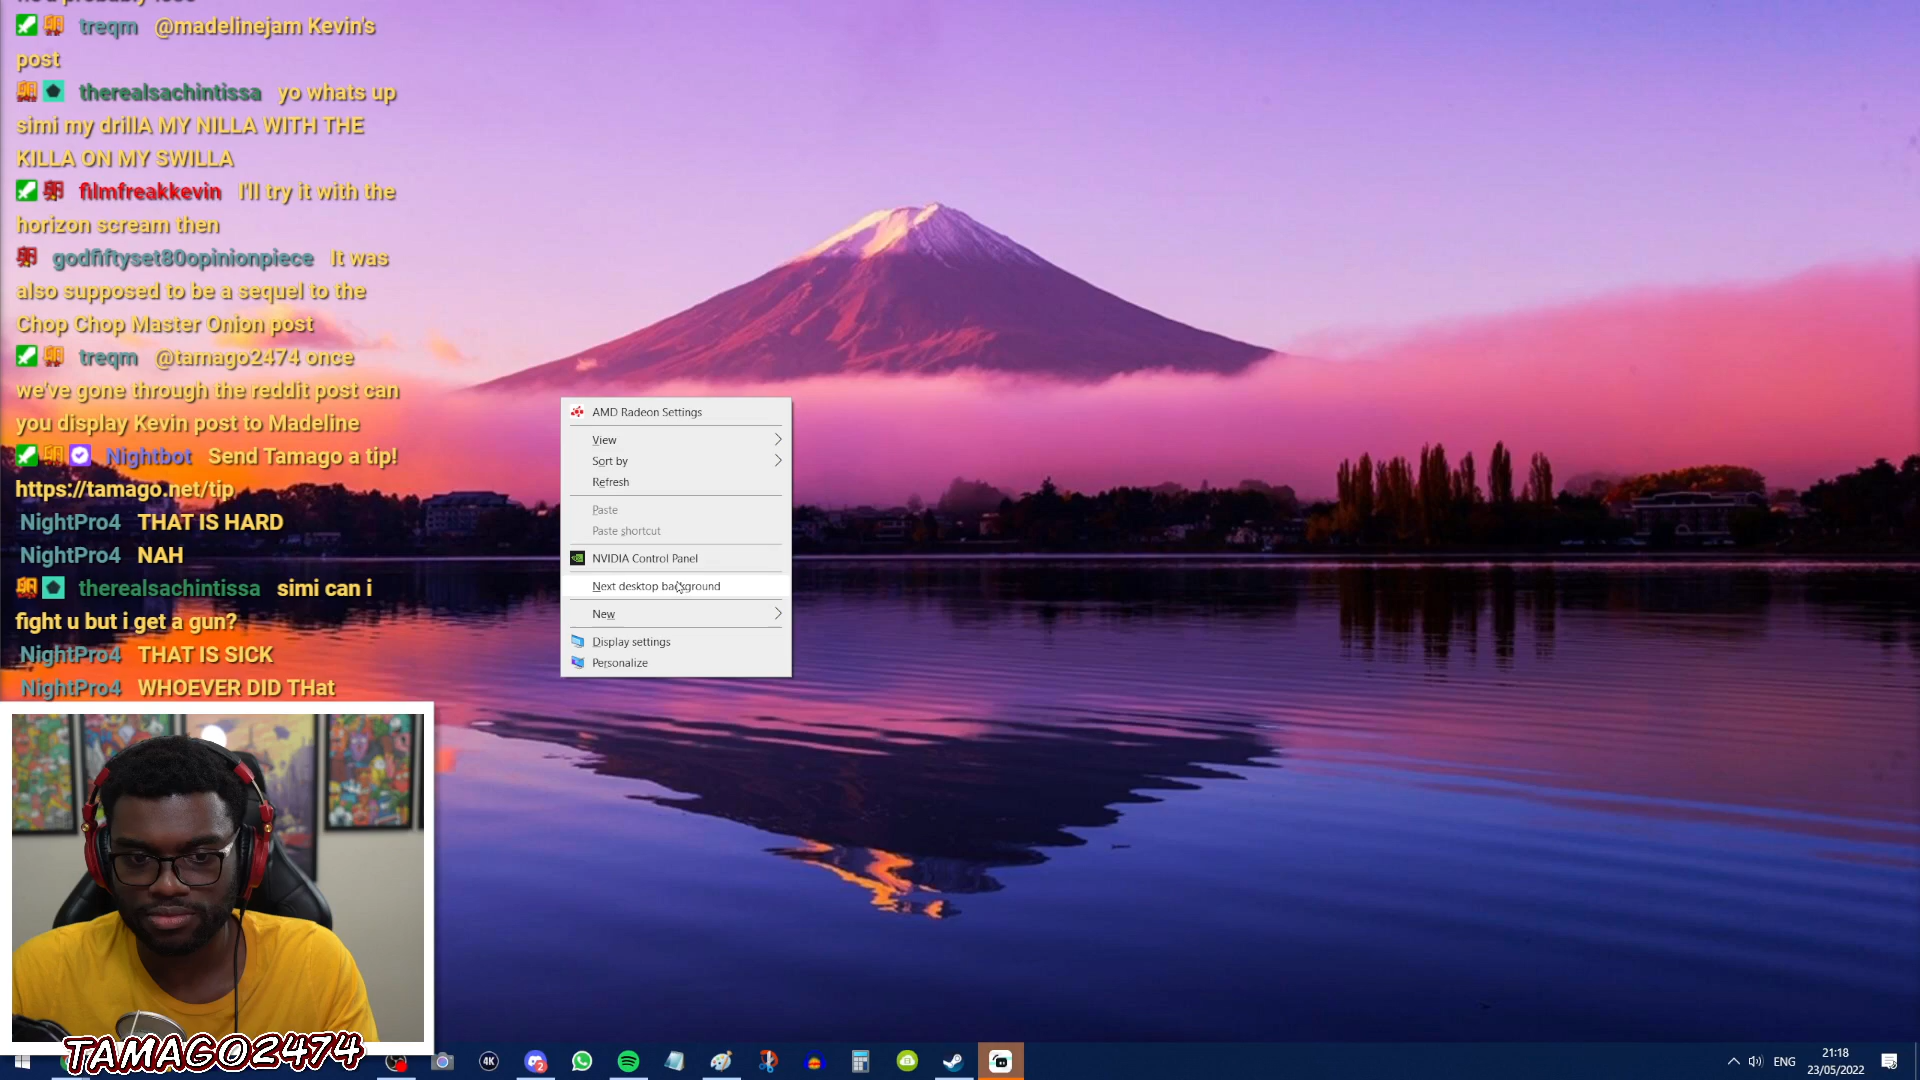 treqm @madelinejam Kevin's
post
therealsachintissa yo whats up
simi my drillA MY NILLA WITH THE
KILLA ON MY SWILLA
filmfreakkevin I'll try it with the
horizon scream then
godfiftyset80opinionpiece It was
also supposed to be a sequel to the
Chop Chop Master Onion post
treqm @tamago2474 once
we've gone through the reddit post can
you display Kevin post to Madeline
Nightbot Send Tamago a tip!
https://tamago.net/tip
NightPro4 THAT IS HARD
NightPro4 NAH
therealsachintissa simi can i
fight u but i get a gun?
NightPro4 THAT IS SICK
NightPro4 WHOEVER DID THat
AMD Radeon Settings
View
Sort by
Refresh
Paste
Paste shortcut
NVIDIA Control Panel
Next desktop background
New
Display settings
Personalize
TAMAGO2474
4K
2
ENG
21:18
23/05/2022